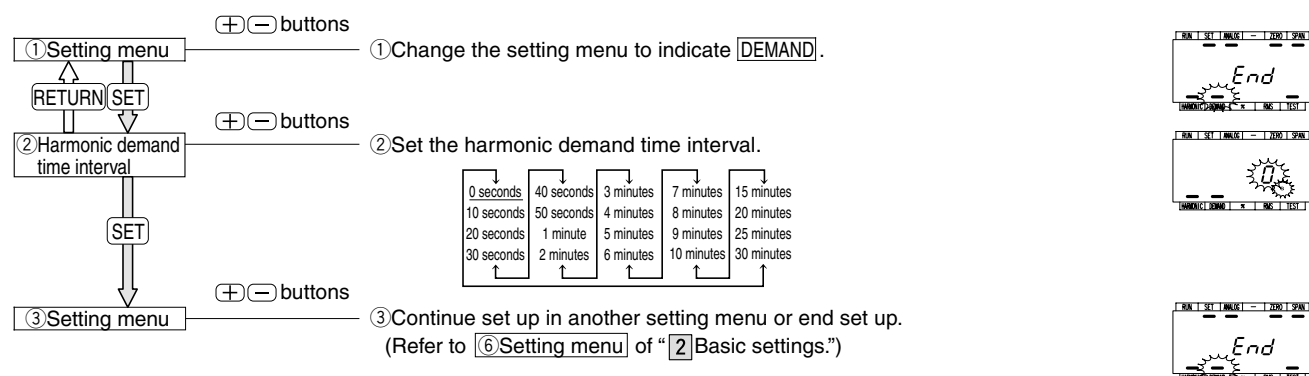 ⊕⊖buttons
①Setting menu
①Change the setting menu to indicate DEMAND.
RETURN SET
⊕⊖buttons
②Harmonic demand
time interval
②Set the harmonic demand time interval.
0 seconds 40 seconds 3 minutes 7 minutes 15 minutes
10 seconds 50 seconds 4 minutes 8 minutes 20 minutes
20 seconds 1 minute 5 minutes 9 minutes 25 minutes
30 seconds 2 minutes 6 minutes 10 minutes 30 minutes
SET
⊕⊖buttons
③Setting menu
③Continue set up in another setting menu or end set up.
(Refer to ⑥Setting menu of “2 Basic settings.”)
RUN SET ANALOG – ZERO SPAN
End
HARMONIC DEMAND % RMS TEST
RUN SET ANALOG – ZERO SPAN
0
HARMONIC DEMAND % RMS TEST
RUN SET ANALOG – ZERO SPAN
End